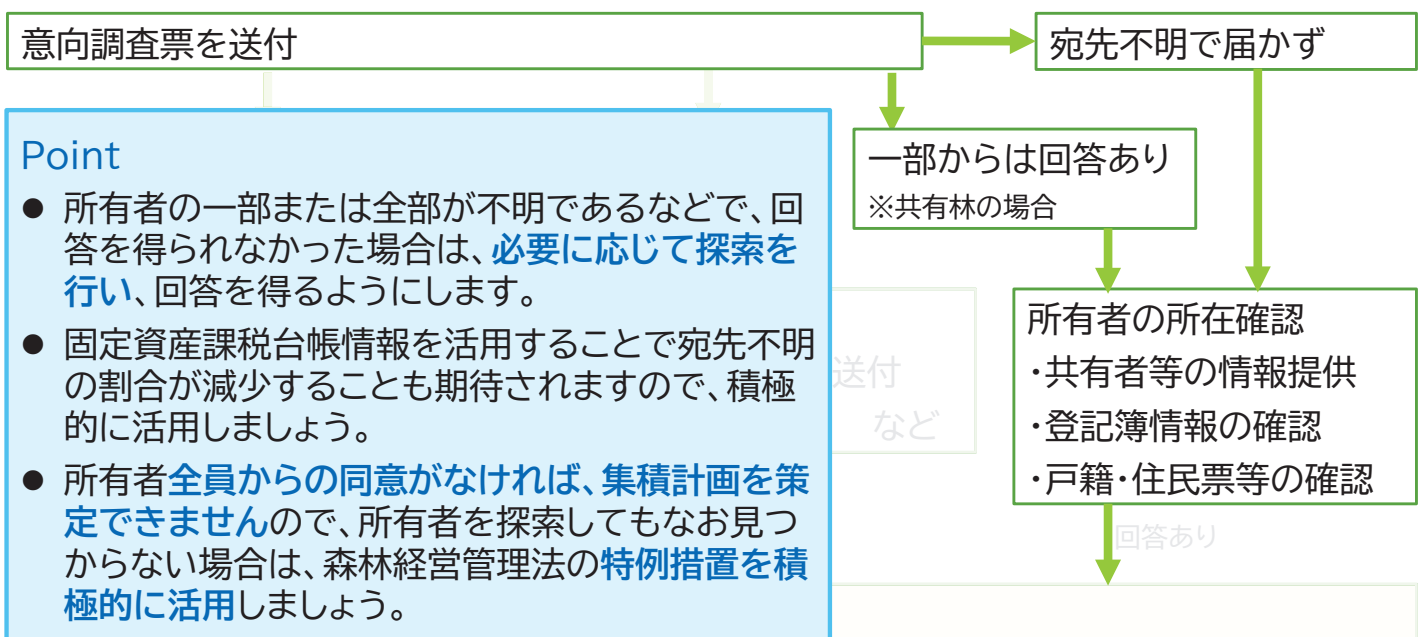 意向調査票を送付
宛先不明で届かず
一部からは回答あり
※共有林の場合
Point
● 所有者の一部または全部が不明であるなどで、回
答を得られなかった場合は、必要に応じて探索を
行い、回答を得るようにします。
● 固定資産課税台帳情報を活用することで宛先不明
の割合が減少することも期待されますので、積極
的に活用しましょう。
● 所有者全員からの同意がなければ、集積計画を策
定できませんので、所有者を探索してもなお見つ
からない場合は、森林経営管理法の特例措置を積
極的に活用しましょう。
送付
など
所有者の所在確認
・共有者等の情報提供
・登記簿情報の確認
・戸籍・住民票等の確認
回答あり